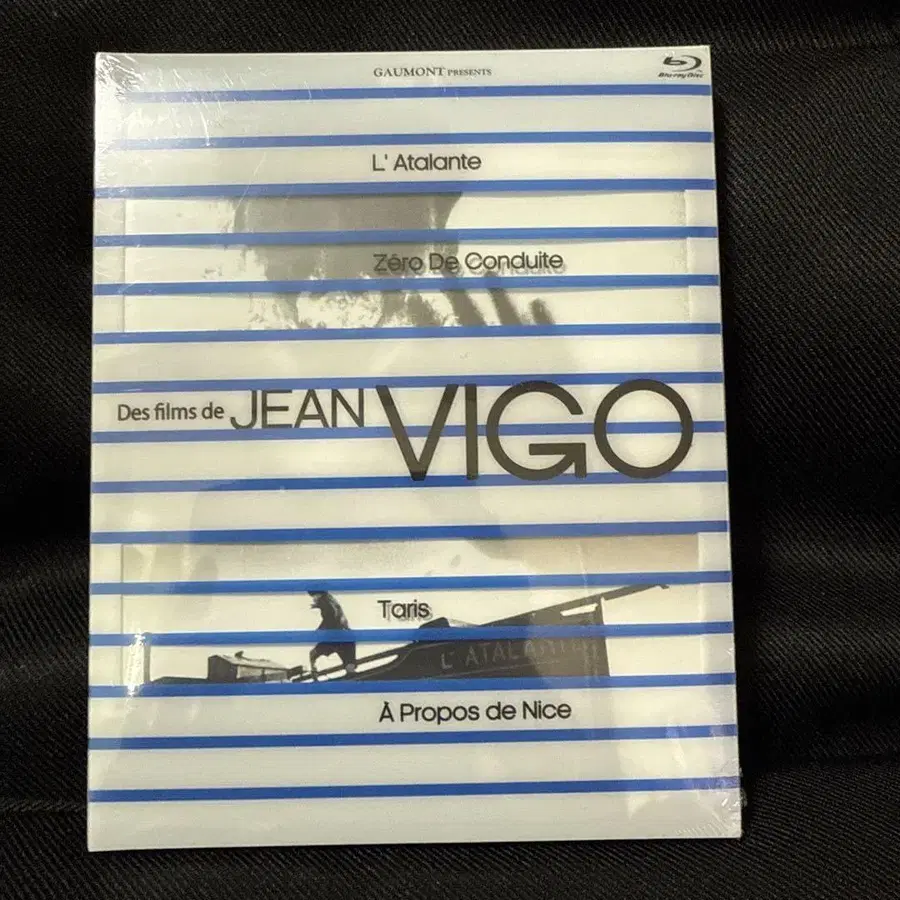 GAUMONT PRESENTS
Blu-ray Disc
L' Atalante
Zéro De Conduite
Des films de JEAN VIGO
Taris
L' ATALANTE
À Propos de Nice